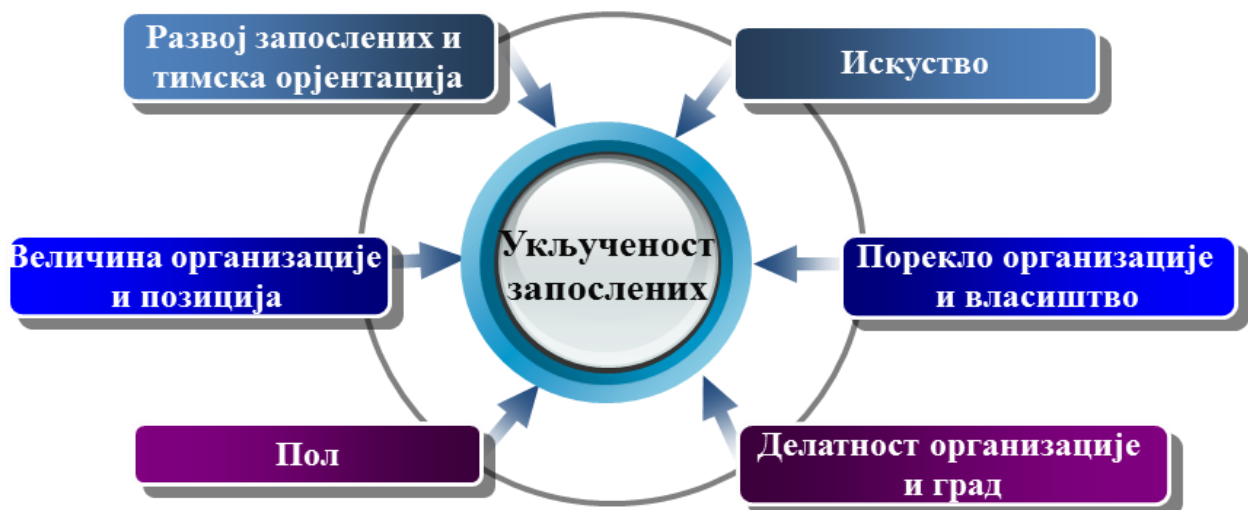 Развој запослених и
тимска орјентација
Искуство
Величина организације
и позиција
Укљученост
запослених
Порекло организације
и власиштво
Пол
Делатност организације
и град